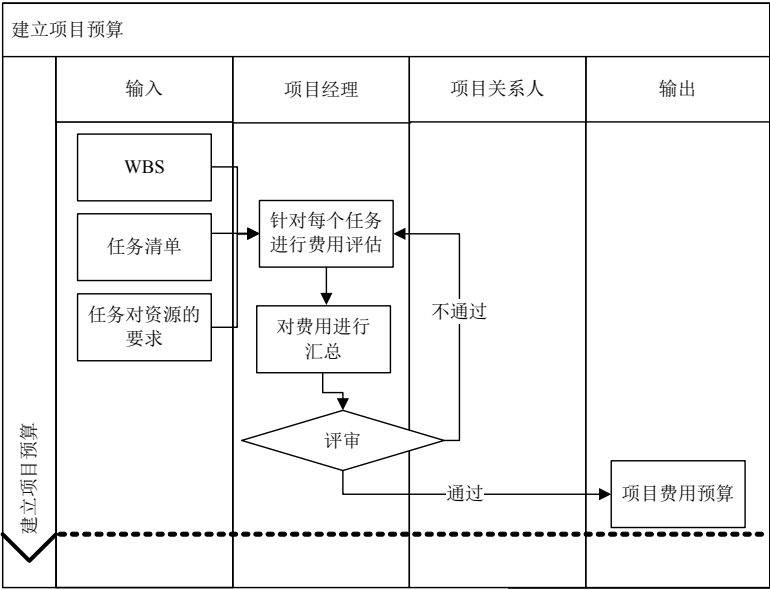 建立项目预算
输入
项目经理
项目关系人
输出
WBS
任务清单
任务对资源的
要求
针对每个任务
进行费用评估
对费用进行
汇总
不通过
评审
通过
项目费用预算
建立项目预算